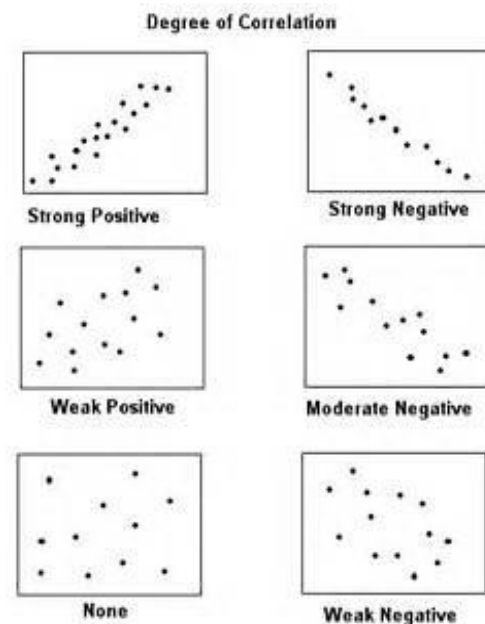 Degree of Correlation
Strong Positive
Strong Negative
Weak Positive
Moderate Negative
None
Weak Negative